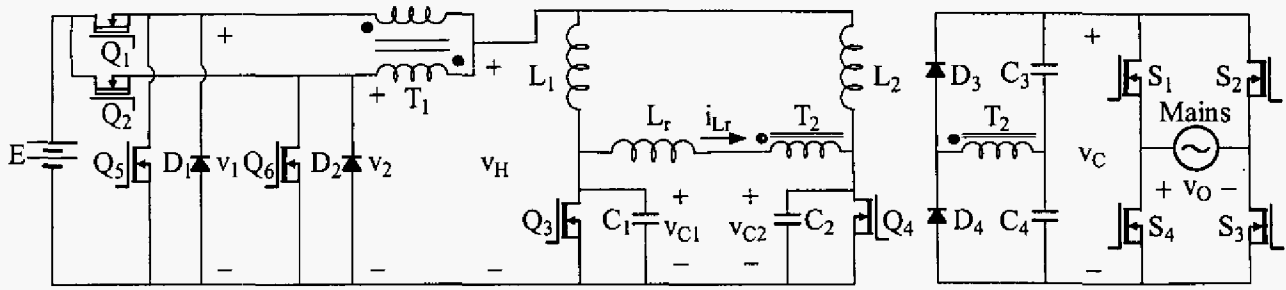 Q1
+
+
+
L1
L2
D3
C3
+
S1
S2
Q2
+
T1
Lr
iLr
T2
T2
Mains
E
Q5
D1
v1
Q6
D2
v2
vH
vC
+
vO
−
Q3
C1
+
vC1
+
vC2
C2
Q4
D4
C4
S4
S3
−
−
−
−
−
−